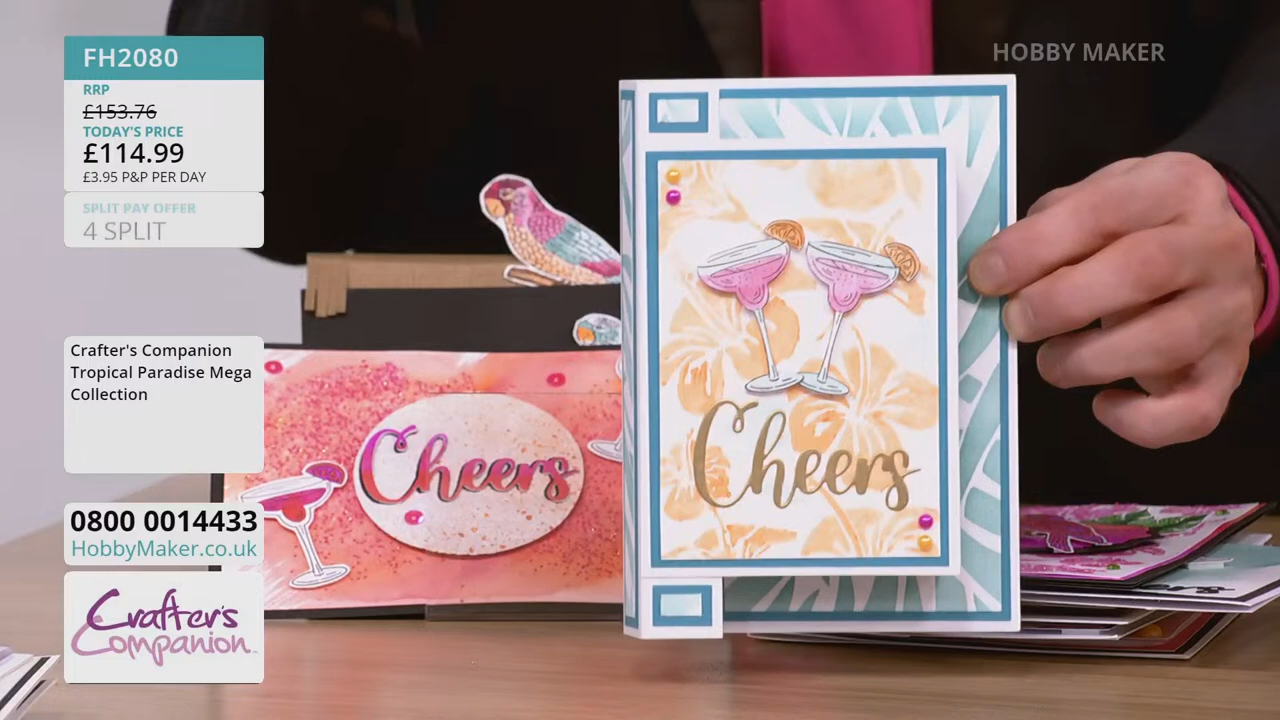 FH2080
RRP
£153.76
TODAY'S PRICE
£114.99
£3.95 P&P PER DAY
SPLIT PAY OFFER
4 SPLIT
Crafter's Companion
Tropical Paradise Mega
Collection
0800 0014433
HobbyMaker.co.uk
Crafter's
Companion
HOBBY MAKER
Cheers
Cheers